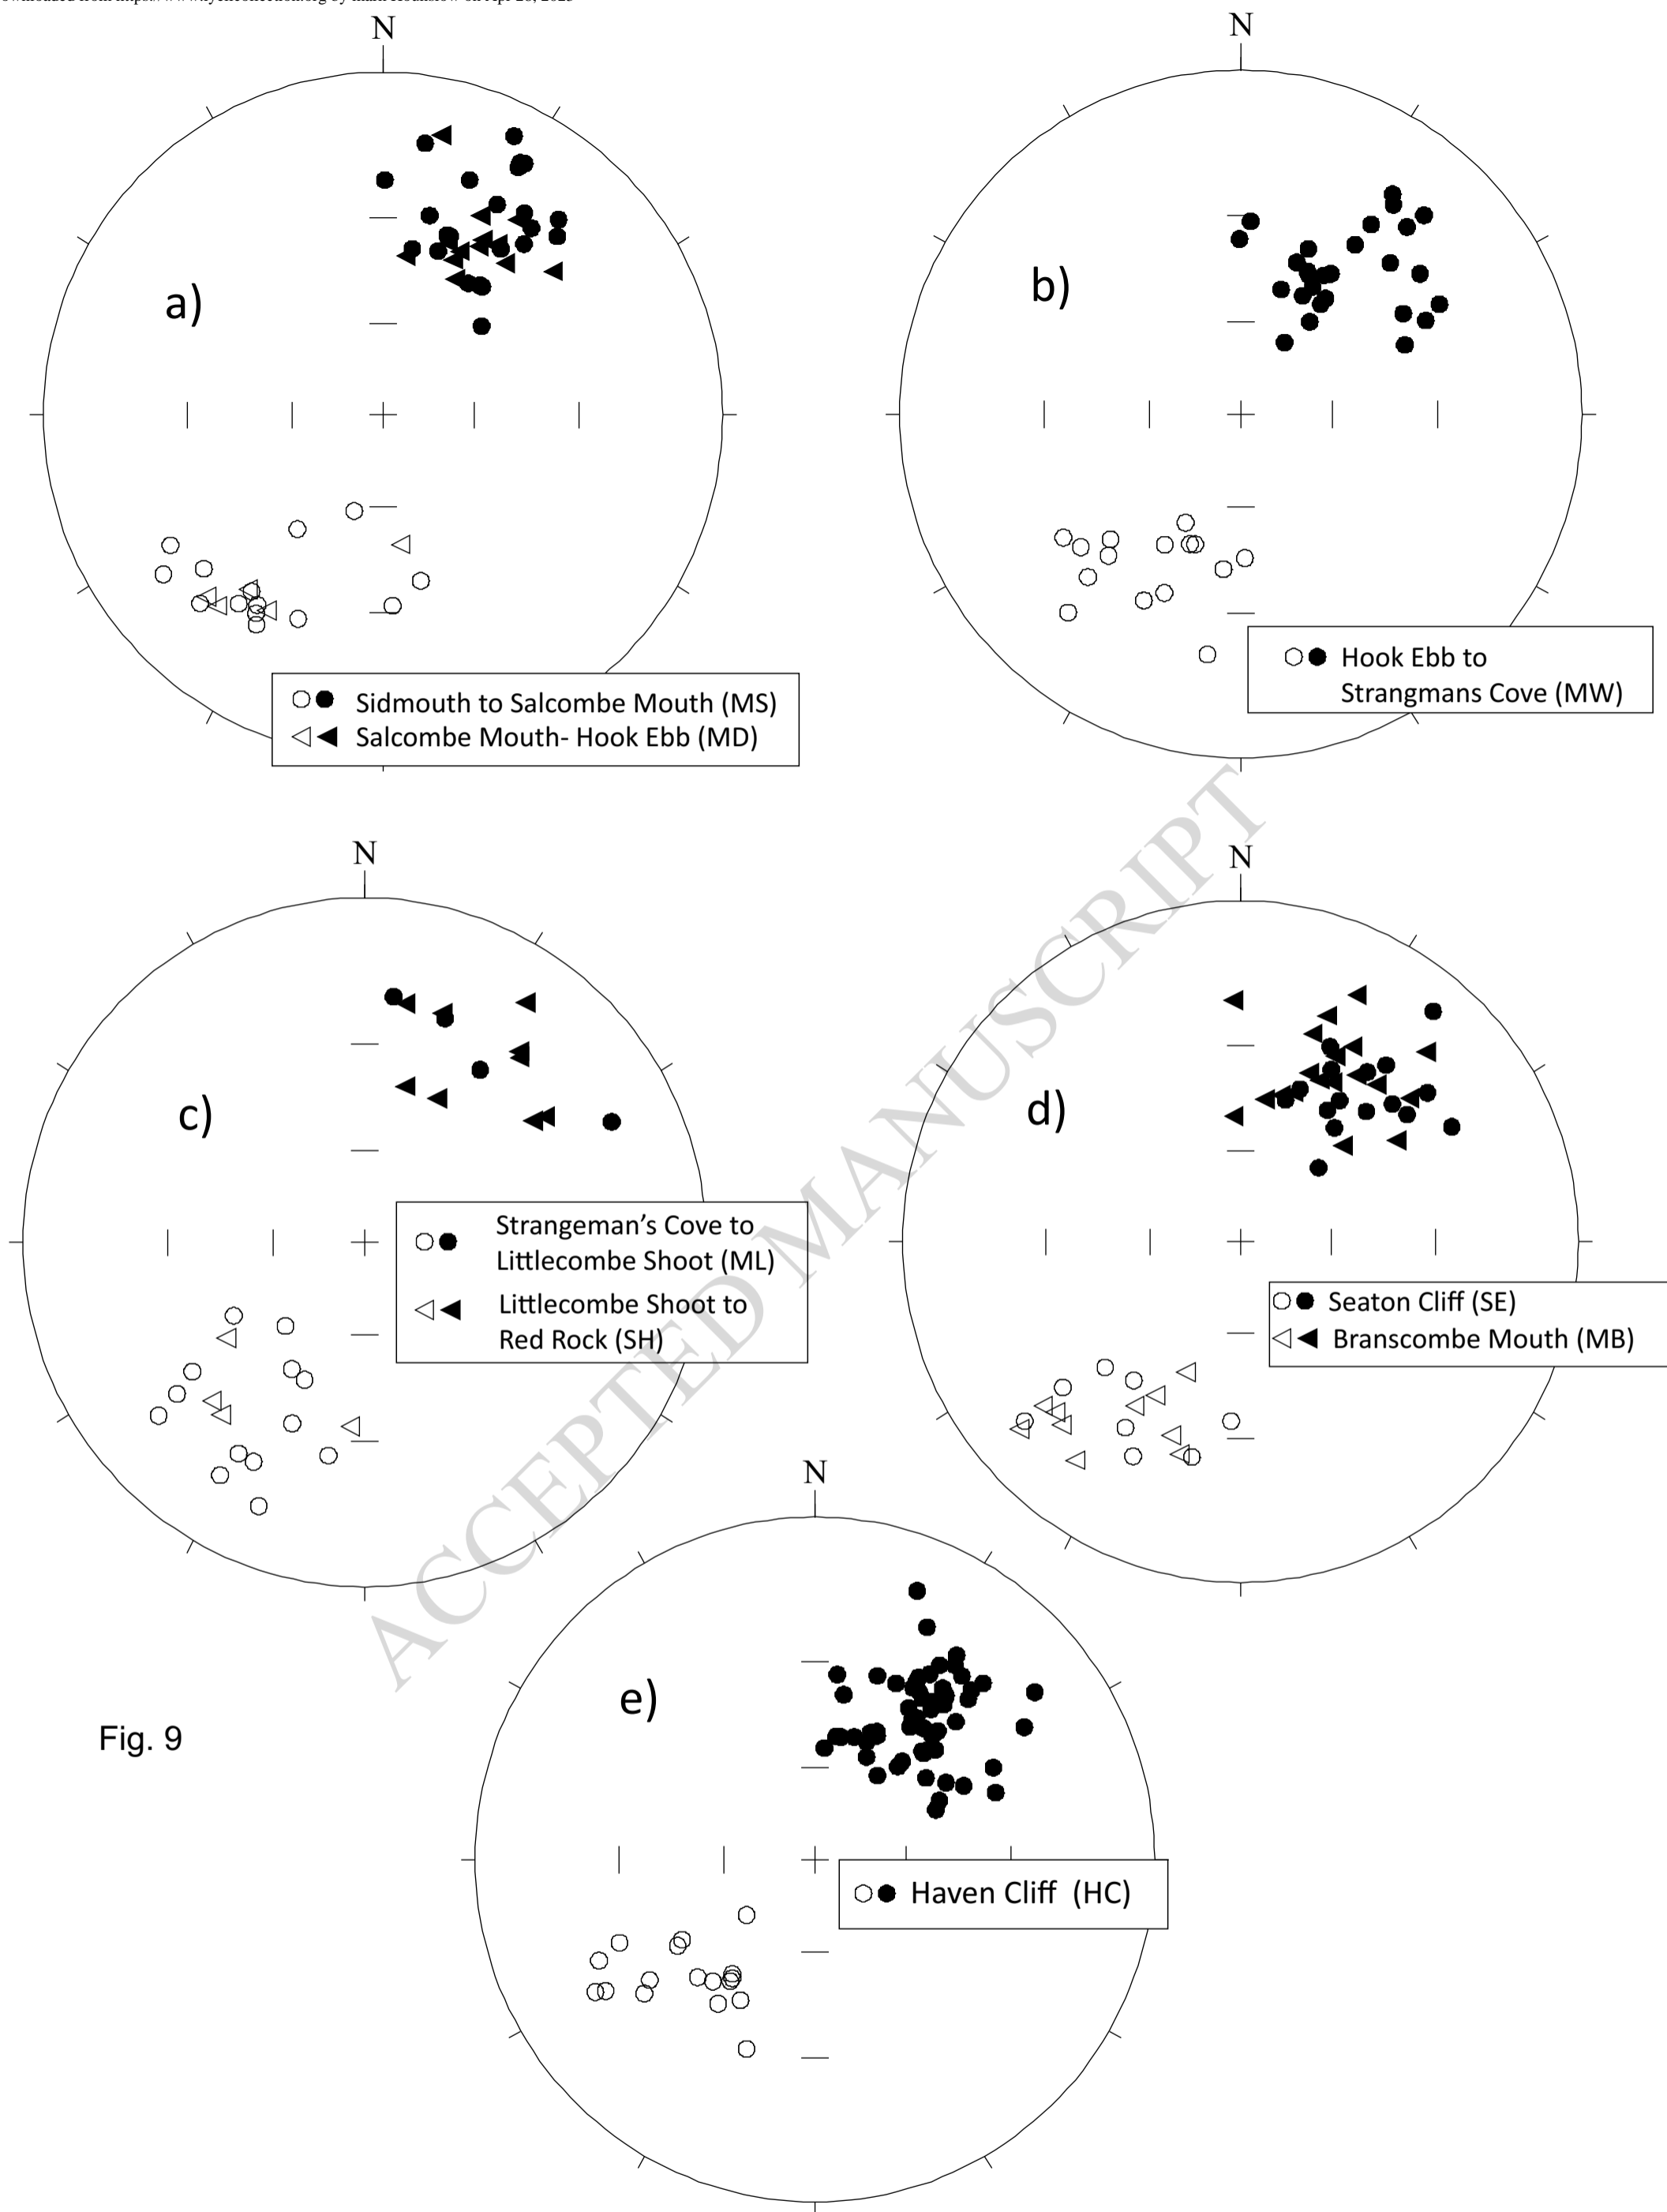 N
N
a)
b)
Sidmouth to Salcombe Mouth (MS)
Salcombe Mouth- Hook Ebb (MD)
Hook Ebb to
Strangmans Cove (MW)
N
N
c)
d)
Strangeman’s Cove to
Littlecombe Shoot (ML)
Littlecombe Shoot to
Red Rock (SH)
Seaton Cliff (SE)
Branscombe Mouth (MB)
ACCEPTED MANUSCRIPT
N
e)
Fig. 9
Haven Cliff (HC)